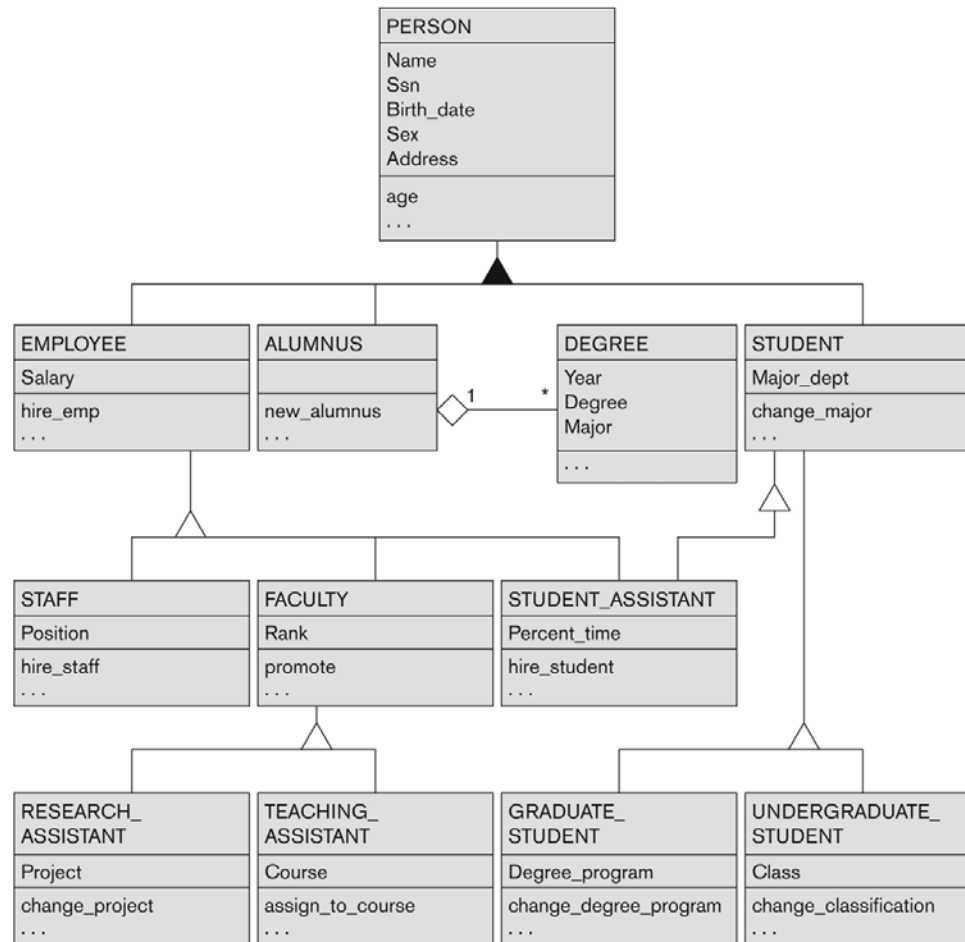 PERSON
Name
Ssn
Birth_date
Sex
Address
age
. . .
EMPLOYEE
Salary
hire_emp
. . .
ALUMNUS
new_alumnus
. . .
1
*
DEGREE
Year
Degree
Major
. . .
STUDENT
Major_dept
change_major
. . .
STAFF
Position
hire_staff
. . .
FACULTY
Rank
promote
. . .
STUDENT_ASSISTANT
Percent_time
hire_student
. . .
RESEARCH_
ASSISTANT
Project
change_project
. . .
TEACHING_
ASSISTANT
Course
assign_to_course
. . .
GRADUATE_
STUDENT
Degree_program
change_degree_program
. . .
UNDERGRADUATE_
STUDENT
Class
change_classification
. . .